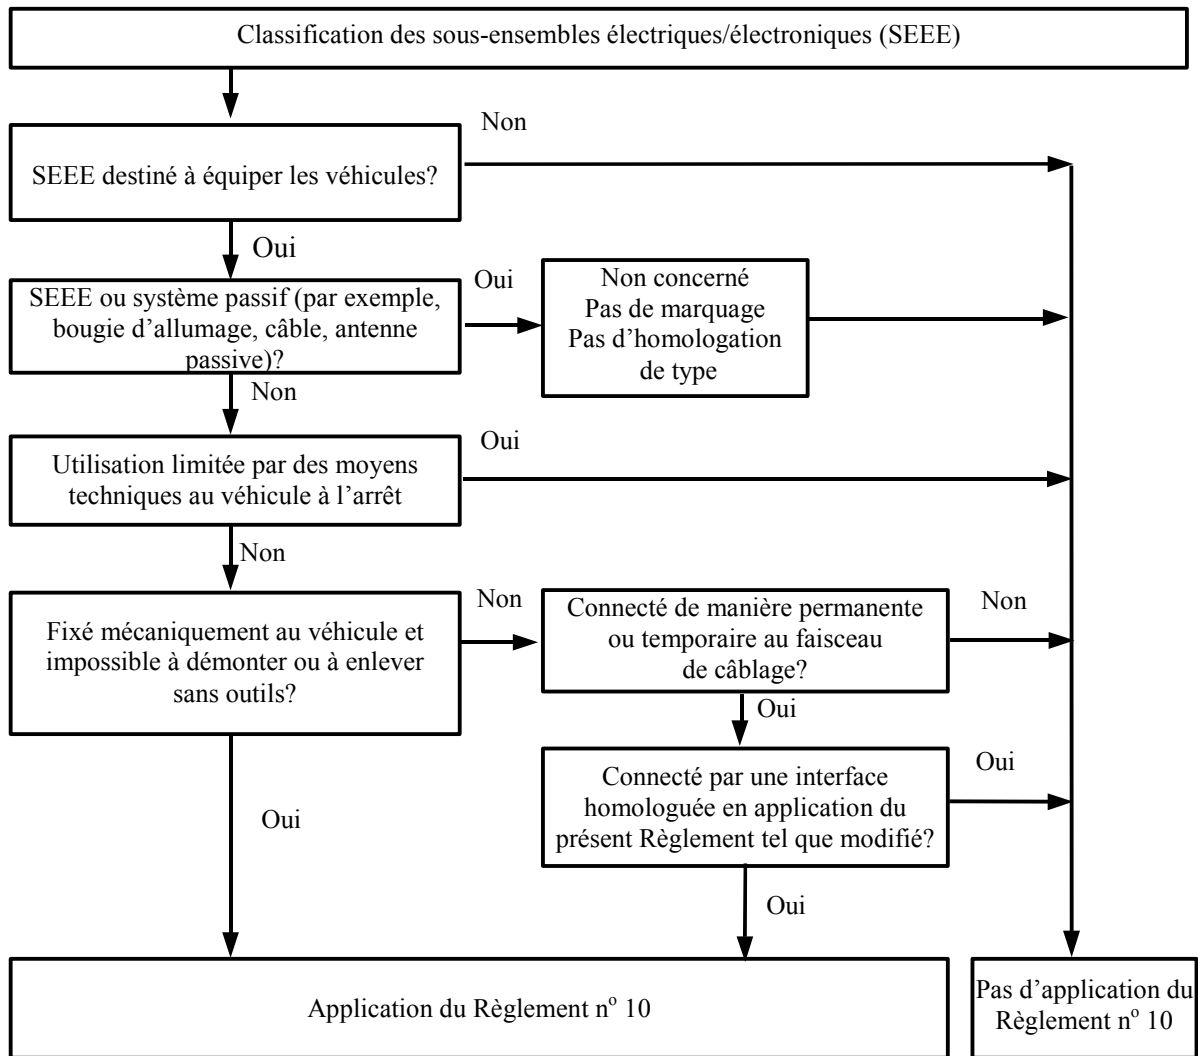 Classification des sous-ensembles électriques/électroniques (SEEE)
Non
SEEE destiné à équiper les véhicules?
Oui
SEEE ou système passif (par exemple,
bougie d'allumage, câble, antenne
passive)?
Oui
Non concerné
Pas de marquage
Pas d'homologation
de type
Non
Utilisation limitée par des moyens
techniques au véhicule à l'arrêt
Oui
Non
Fixé mécaniquement au véhicule et
impossible à démonter ou à enlever
sans outils?
Non
Connecté de manière permanente
ou temporaire au faisceau
de câblage?
Non
Oui
Connecté par une interface
homologuée en application du
présent Règlement tel que modifié?
Oui
Oui
Oui
Application du Règlement nº 10
Pas d'application du
Règlement nº 10